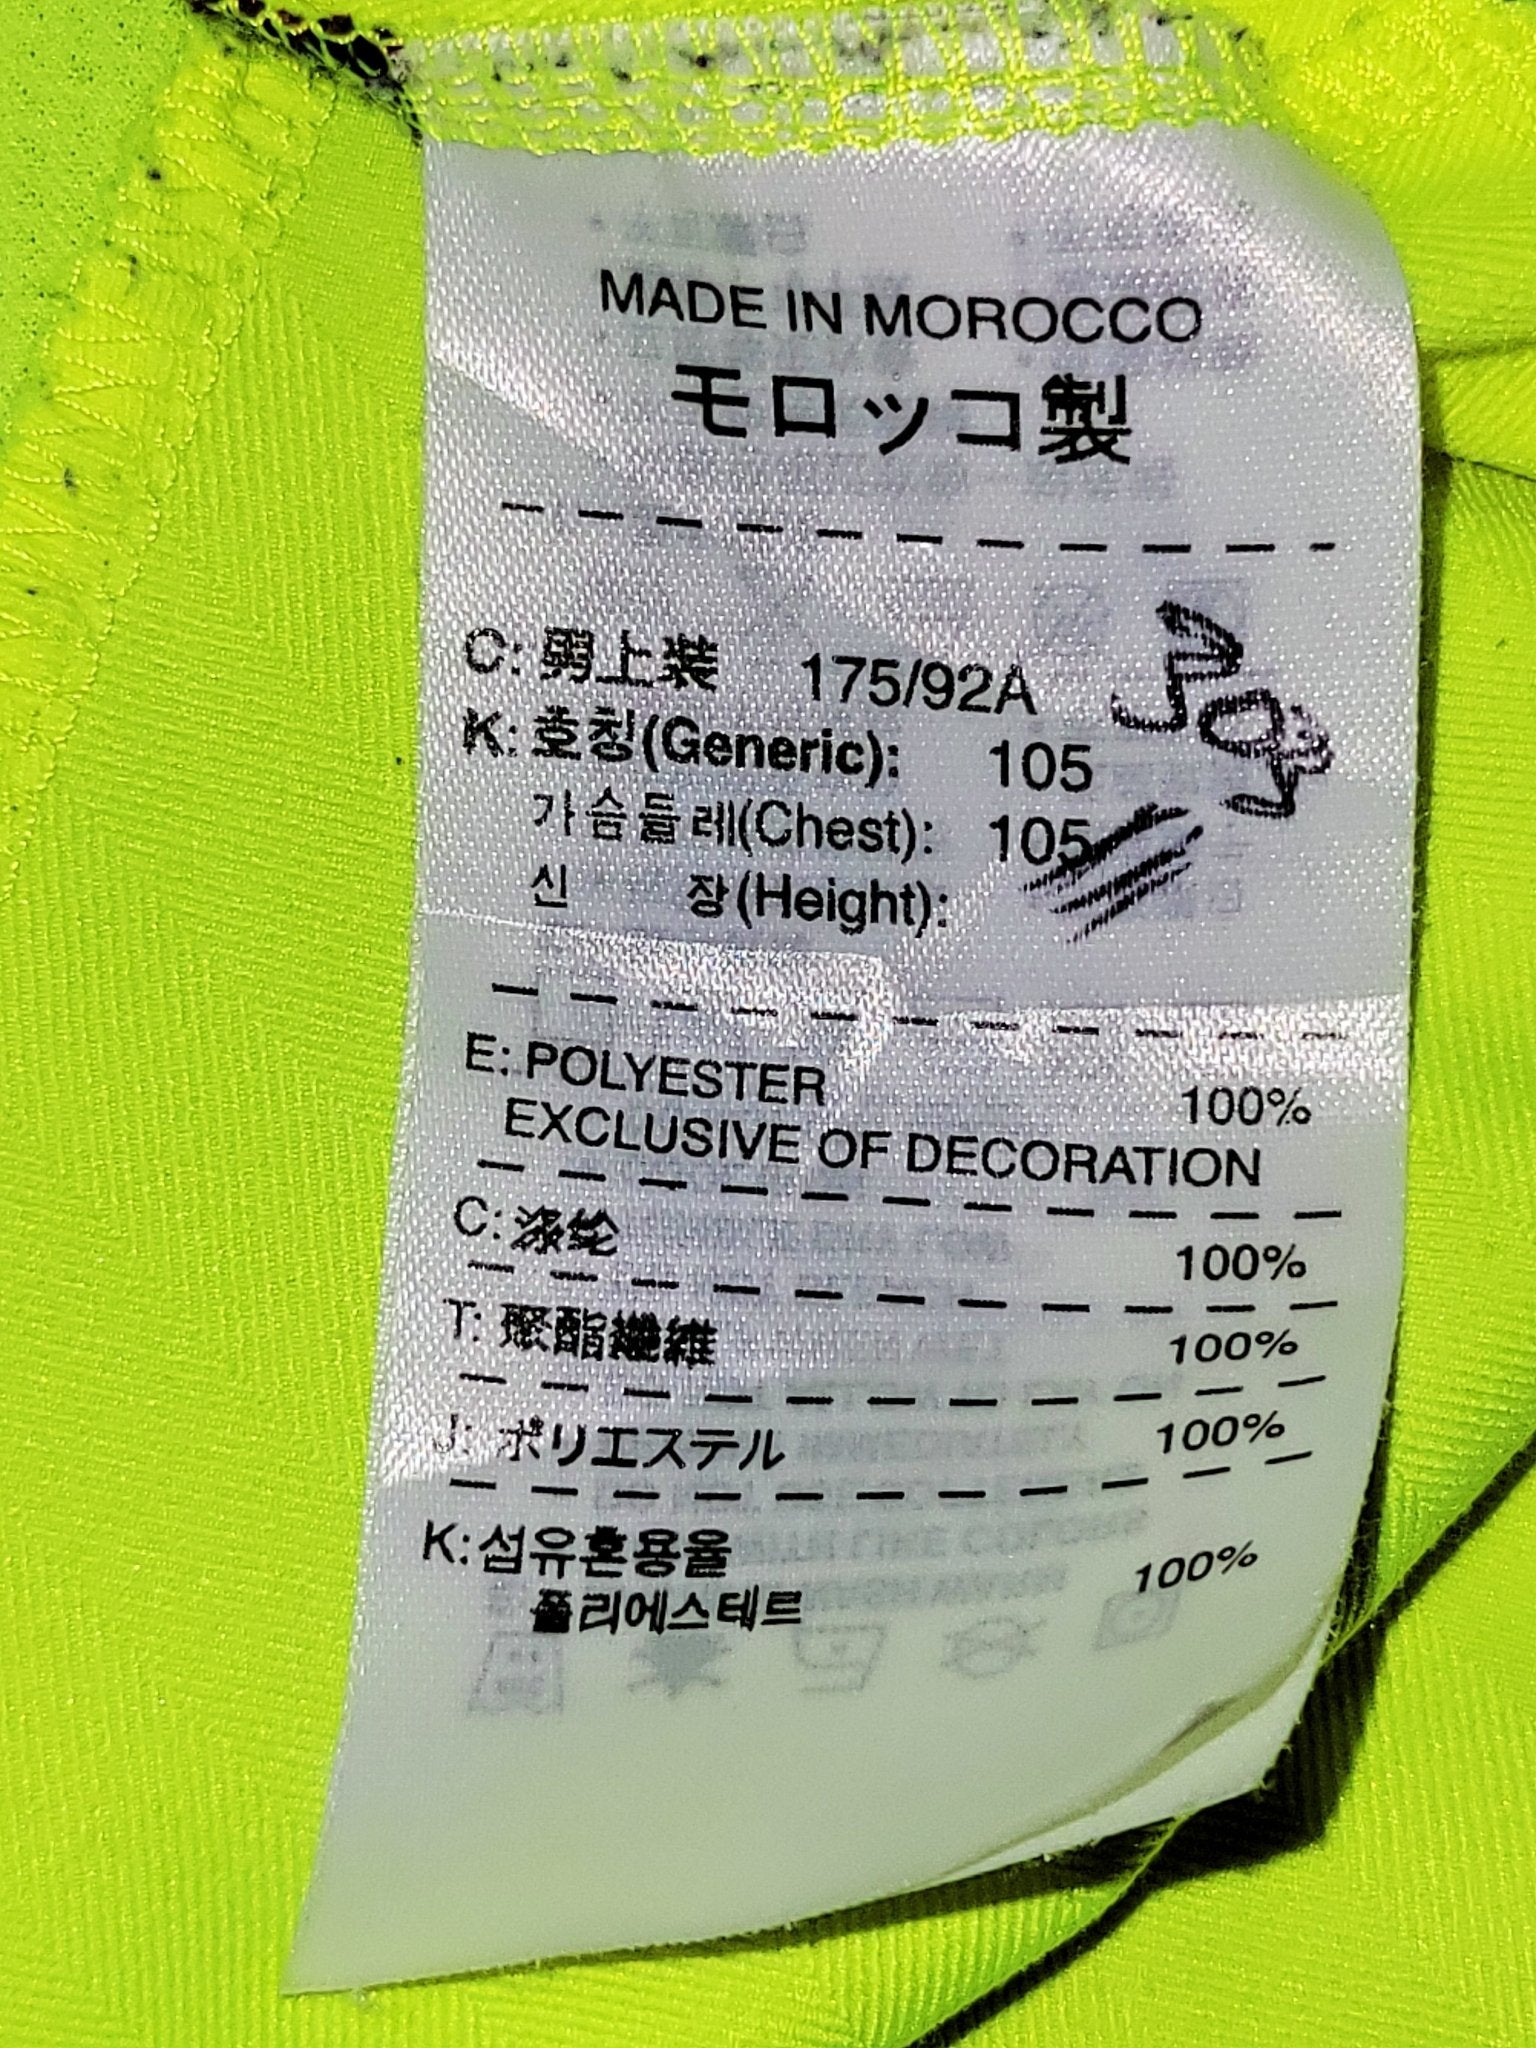 MADE IN MOROCCO
モロッコ製
C: 男上装 175/92A
K: 호칭(Generic): 105
가슴둘레(Chest): 105
신 장(Height):
E: POLYESTER 100%
EXCLUSIVE OF DECORATION
C: 涤纶 100%
T: 聚酯纖維 100%
J: ポリエステル 100%
K: 섬유혼용율
폴리에스테르 100%